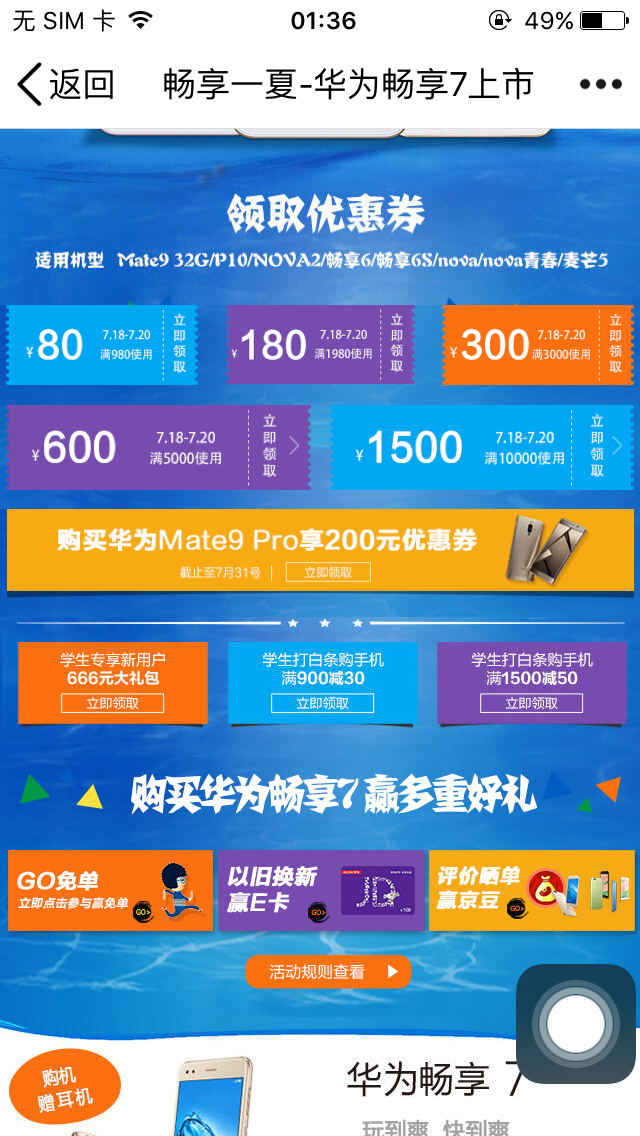 无 SIM 卡 01:36 49%
返回 畅享一夏-华为畅享7上市 •••
领取优惠券
适用机型 Mate9 32G/P10/NOVA2/畅享6/畅享6S/nova/nova青春/麦芒5
¥80 7.18-7.20 满980使用 立即领取
¥180 7.18-7.20 满1980使用 立即领取
¥300 7.18-7.20 满3000使用 立即领取
¥600 7.18-7.20 满5000使用 立即领取
¥1500 7.18-7.20 满10000使用 立即领取
购买华为Mate9 Pro享200元优惠券
截止至7月31号 | 立即领取
学生专享新用户
666元大礼包
立即领取
学生打白条购手机
满900减30
立即领取
学生打白条购手机
满1500减50
立即领取
购买华为畅享7 赢多重好礼
GO免单
立即点击参与赢免单
GO>
以旧换新
赢E卡
GO>
JD
评价晒单
赢京豆
GO>
活动规则查看
购机
赠耳机
华为畅享 7
玩到爽 快到爽